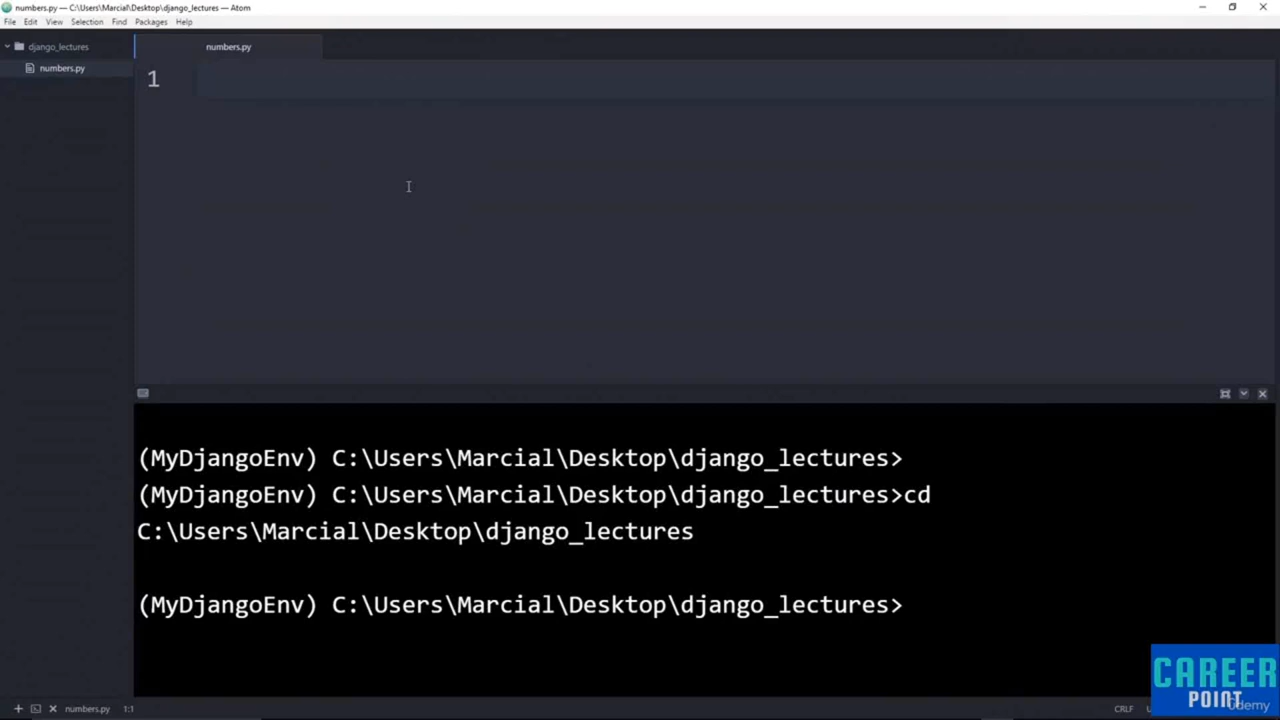 numbers.py — C:\Users\Marcial\Desktop\django_lectures — Atom
File Edit View Selection Find Packages Help
django_lectures
numbers.py
numbers.py
1
(MyDjangoEnv) C:\Users\Marcial\Desktop\django_lectures>
(MyDjangoEnv) C:\Users\Marcial\Desktop\django_lectures>cd
C:\Users\Marcial\Desktop\django_lectures
(MyDjangoEnv) C:\Users\Marcial\Desktop\django_lectures>
numbers.py 1:1
CRLF
CAREER
POINT
Udemy